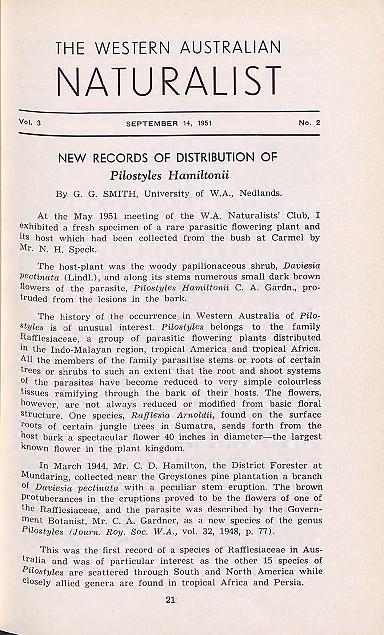 THE WESTERN AUSTRALIAN
NATURALIST
Vol. 3 SEPTEMBER 14, 1951 No. 2
NEW RECORDS OF DISTRIBUTION OF
Pilostyles Hamiltonii
By G. G. SMITH, University of W.A., Nedlands.
At the May 1951 meeting of the W.A. Naturalists' Club, I
exhibited a fresh specimen of a rare parasitic flowering plant and
its host which had been collected from the bush at Carmel by
Mr. N. H. Speck.
The host-plant was the woody papilionaceous shrub, Daviesia
pectinata (Lindl.), and along its stems numerous small dark brown
flowers of the parasite, Pilostyles Hamiltonii C. A. Gardn., pro-
truded from the lesions in the bark.
The history of the occurrence in Western Australia of Pilo-
styles is of unusual interest. Pilostyles belongs to the family
Rafflesiaceae, a group of parasitic flowering plants distributed
in the Indo-Malayan region, tropical America and tropical Africa.
All the members of the family parasitise stems or roots of certain
trees or shrubs to such an extent that the root and shoot systems
of the parasites have become reduced to very simple colourless
tissues ramifying through the bark of their hosts. The flowers,
however, are not always reduced or modified from basic floral
structure. One species, Rafflesia Arnoldii, found on the surface
roots of certain jungle trees in Sumatra, sends forth from the
host bark a spectacular flower 40 inches in diameter—the largest
known flower in the plant kingdom.
In March 1944, Mr. C. D. Hamilton, the District Forester at
Mundaring, collected near the Greystones pine plantation a branch
of Daviesia pectinata with a peculiar stem eruption. The brown
protuberances in the eruptions proved to be the flowers of one of
the Rafflesiaceae, and the parasite was described by the Govern-
ment Botanist, Mr. C. A. Gardner, as a new species of the genus
Pilostyles (Journ. Roy. Soc. W.A., vol. 32, 1948, p. 77).
This was the first record of a species of Rafflesiaceae in Aus-
tralia and was of particular interest as the other 15 species of
Pilostyles are scattered through South and North America while
closely allied genera are found in tropical Africa and Persia.
21